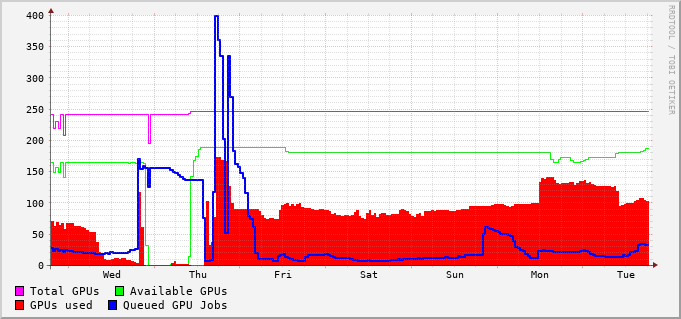 400
350
300
250
200
150
100
50
0
Wed Thu Fri Sat Sun Mon Tue
Total GPUs Available GPUs
GPUs used Queued GPU Jobs
RRDTOOL / TOBI OETIKER